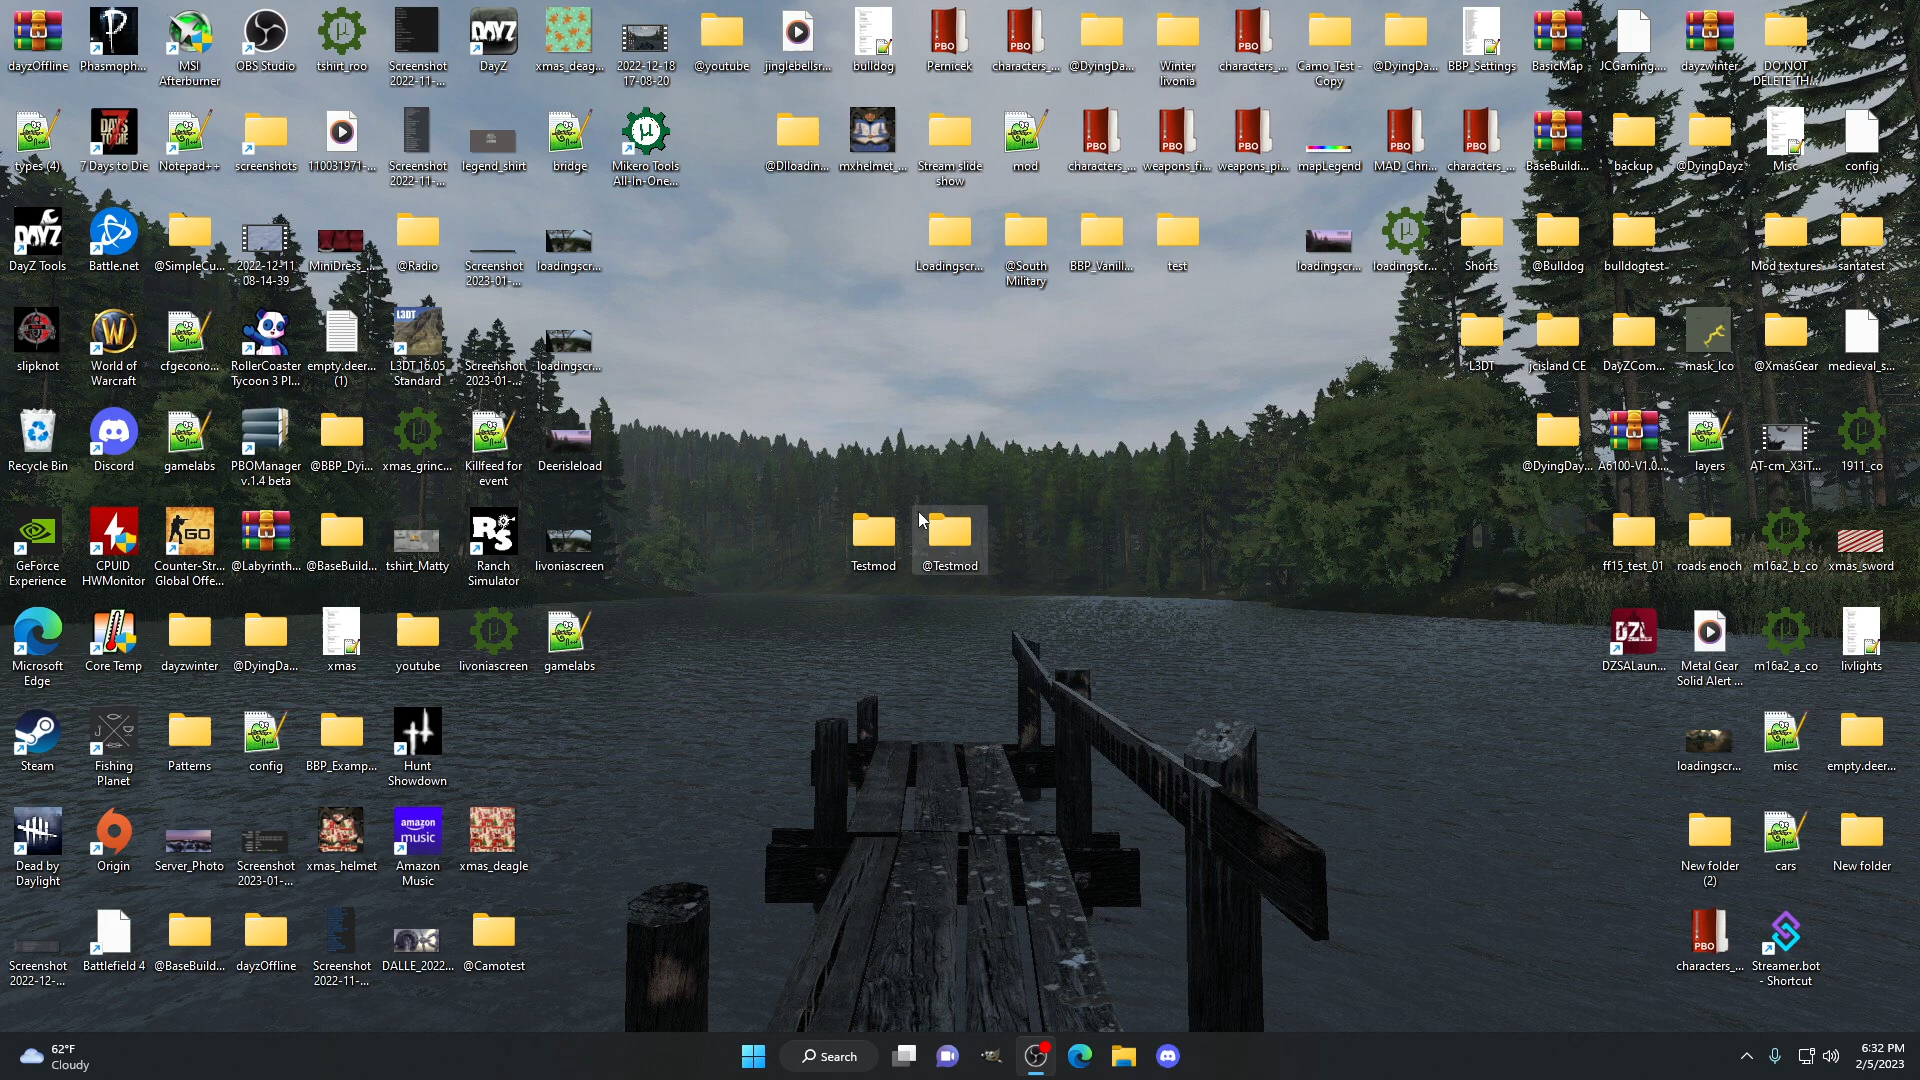 dayzOffline
Phasmoph...
MSI
Afterburner
OBS Studio
tshirt_roo
Screenshot
2022-11-...
DayZ
xmas_deag...
2022-12-18
17-08-20
@youtube
jinglebellsr...
bulldog
Pernicek
characters_...
@DyingDa...
Winter
livonia
characters_...
Camo_Test -
Copy
@DyingDa...
BBP_Settings
BasicMap
JCGaming....
dayzwinter
DO NOT
DELETE TH...
types (4)
7 Days to Die
Notepad++
screenshots
110031971-...
Screenshot
2022-11-...
legend_shirt
bridge
Mikero Tools
All-In-One...
@Dlloadin...
mxhelmet_...
Stream slide
show
mod
characters_...
weapons_fi...
weapons_pi...
mapLegend
MAD_Chri...
characters_...
BaseBuildi...
backup
@DyingDayz
Misc
config
DayZ Tools
Battle.net
@SimpleCu...
2022-12-11
08-14-39
MiniDress_...
@Radio
Screenshot
2023-01-...
loadingscr...
Loadingscr...
@South
Military
BBP_Vanill...
test
loadingscr...
loadingscr...
Shorts
@Bulldog
bulldogtest
Mod textures
santatest
slipknot
World of
Warcraft
cfgecono...
RollerCoaster
Tycoon 3 Pl...
empty.deer...
(1)
L3DT 16.05
Standard
Screenshot
2023-01-...
loadingscr...
L3DT
jcisland CE
DayZCom...
mask_lco
@XmasGear
medieval_s...
Recycle Bin
Discord
gamelabs
PBOManager
v.1.4 beta
@BBP_Dyi...
xmas_grinc...
Killfeed for
event
Deerisleload
@DyingDay...
A6100-V1.0....
layers
AT-cm_X3iT...
1911_co
GeForce
Experience
CPUID
HWMonitor
Counter-Str...
Global Offe...
@Labyrinth...
@BaseBuild...
tshirt_Matty
Ranch
Simulator
livoniascreen
Testmod
@Testmod
ff15_test_01
roads enoch
m16a2_b_co
xmas_sword
Microsoft
Edge
Core Temp
dayzwinter
@DyingDa...
xmas
youtube
livoniascreen
gamelabs
DZSALaun...
Metal Gear
Solid Alert ...
m16a2_a_co
livlights
Steam
Fishing
Planet
Patterns
config
BBP_Examp...
Hunt
Showdown
loadingscr...
misc
empty.deer...
Dead by
Daylight
Origin
Server_Photo
Screenshot
2023-01-...
xmas_helmet
Amazon
Music
xmas_deagle
New folder
(2)
cars
New folder
Screenshot
2022-12-...
Battlefield 4
@BaseBuild...
dayzOffline
Screenshot
2022-11-...
DALLE_2022...
@Camotest
characters_...
Streamer.bot
- Shortcut
62°F
Cloudy
Search
6:32 PM
2/5/2023